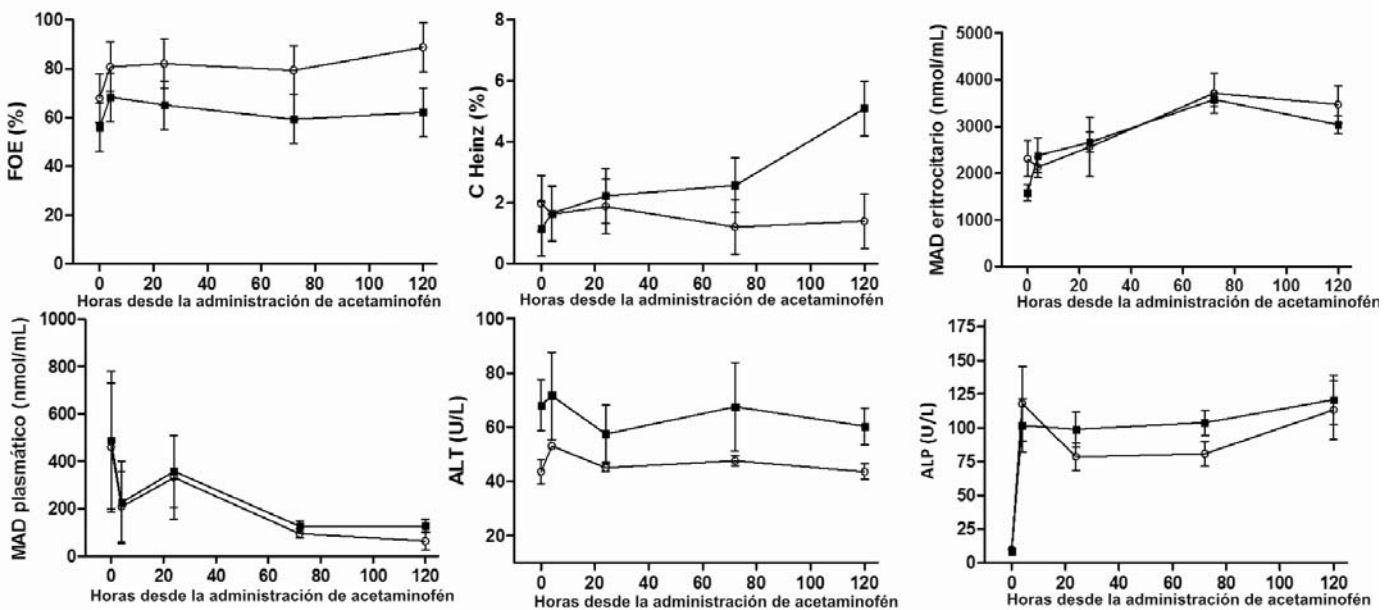 FOE (%)
100
80
60
40
20
0
0 20 40 60 80 100 120
Horas desde la administración de acetaminofén
C Heinz (%)
8
6
4
2
0
0 20 40 60 80 100 120
Horas desde la administración de acetaminofén
MAD eritrocitario (nmol/mL)
5000
4000
3000
2000
1000
0
0 20 40 60 80 100 120
Horas desde la administración de acetaminofén
MAD plasmático (nmol/mL)
1000
800
600
400
200
0
0 20 40 60 80 100 120
Horas desde la administración de acetaminofén
ALT (U/L)
100
80
60
40
20
0 20 40 60 80 100 120
Horas desde la administración de acetaminofén
ALP (U/L)
175
150
125
100
75
50
25
0
0 20 40 60 80 100 120
Horas desde la administración de acetaminofén